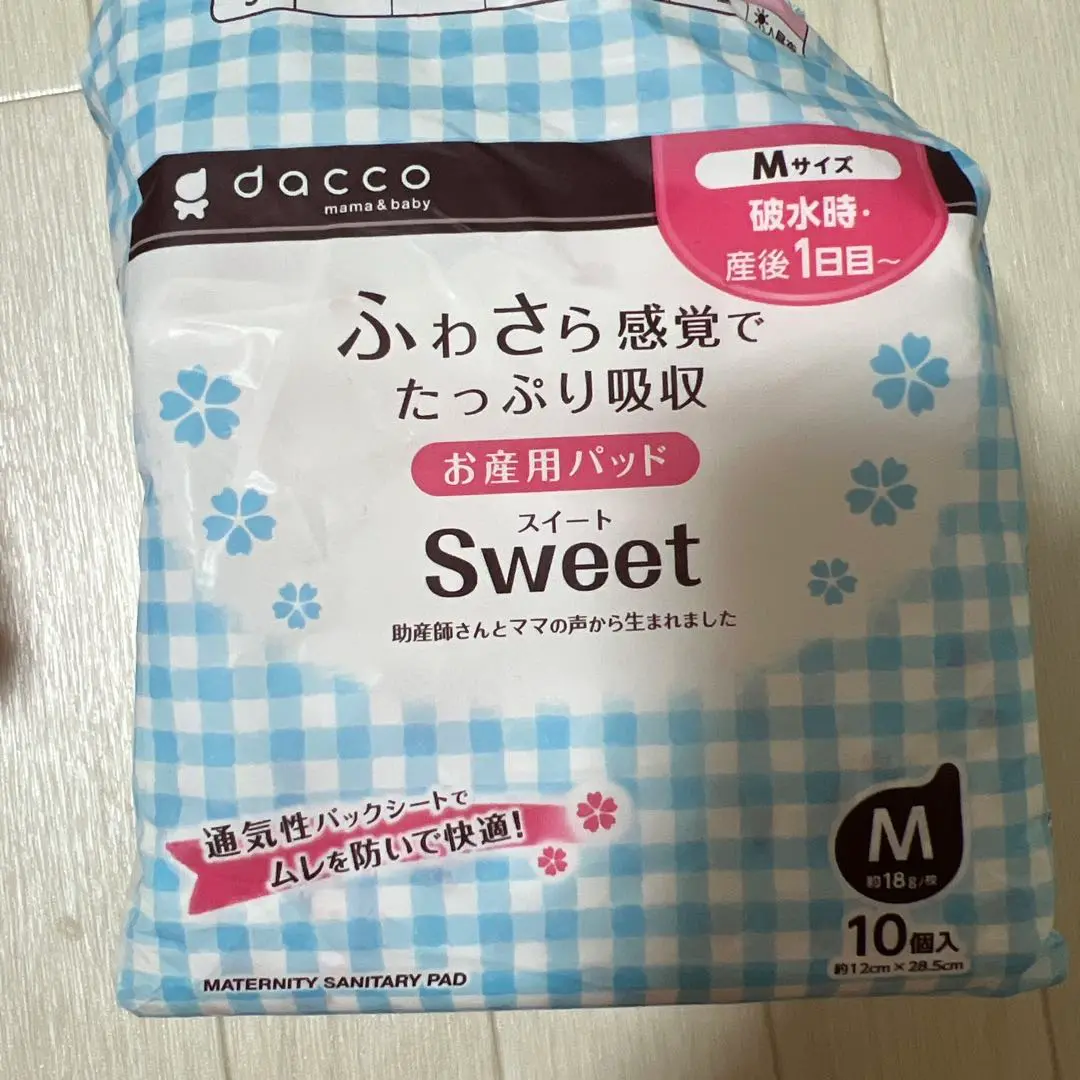 dacco
mama & baby
Mサイズ
破水時・
産後1日目〜
ふわさら感覚で
たっぷり吸収
お産用パッド
スイート
Sweet
助産師さんとママの声から生まれました
通気性バックシートで
ムレを防いで快適!
M
約18g/枚
10個入
約12cm×28.5cm
MATERNITY SANITARY PAD